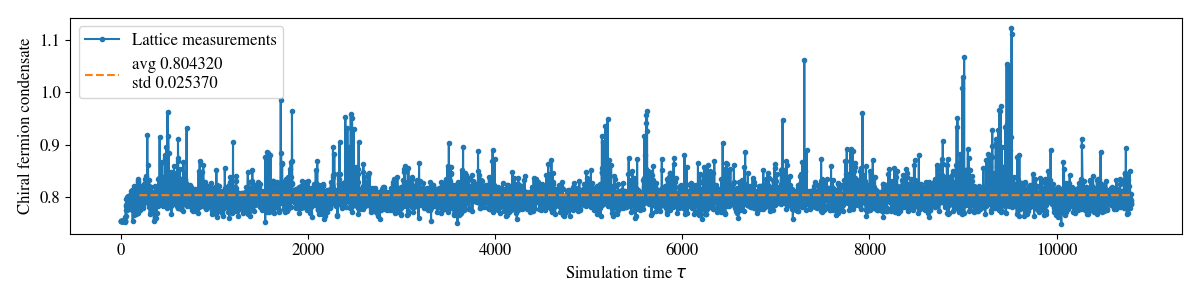 Chiral fermion condensate
1.1
1.0
0.9
0.8
Lattice measurements
avg 0.804320
std 0.025370
0
2000
4000
6000
8000
10000
Simulation time τ